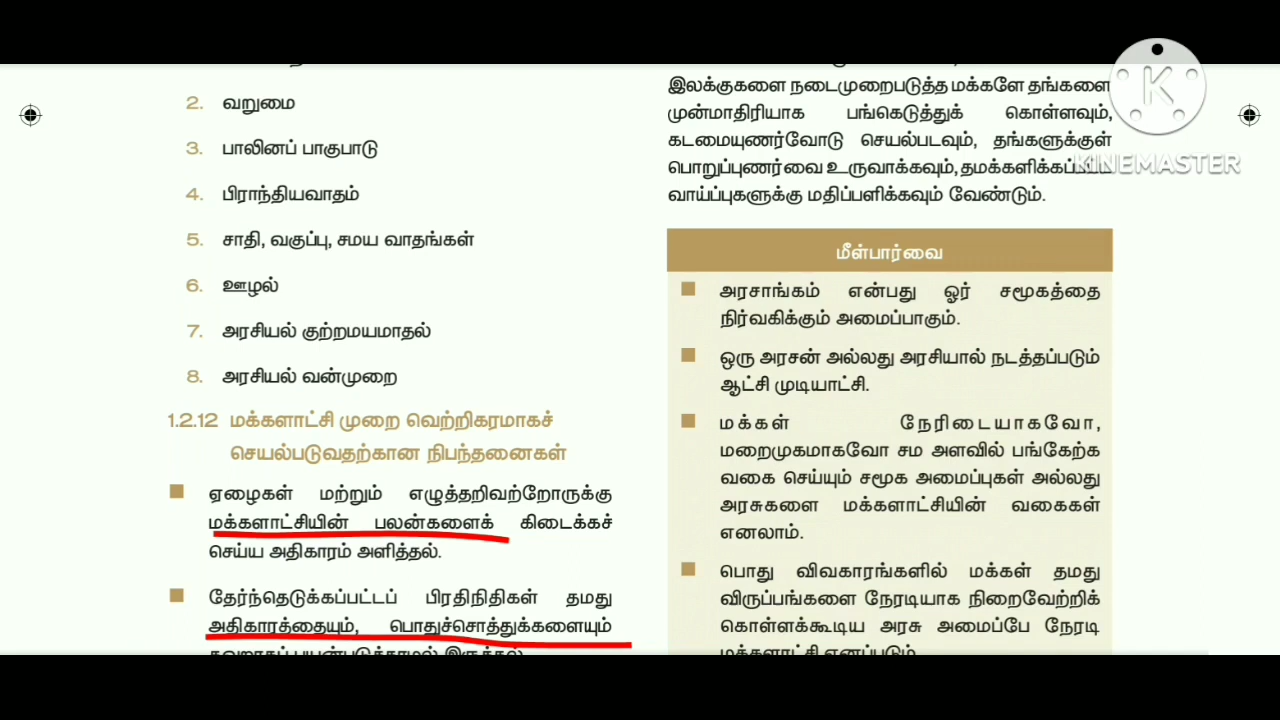 2. வறுமை
3. பாலினப் பாகுபாடு
4. பிராந்தியவாதம்
5. சாதி, வகுப்பு, சமய வாதங்கள்
6. ஊழல்
7. அரசியல் குற்றமயமாதல்
8. அரசியல் வன்முறை
1.2.12 மக்களாட்சி முறை வெற்றிகரமாகச்
செயல்படுவதற்கான நிபந்தனைகள்
ஏழைகள் மற்றும் எழுத்தறிவற்றோருக்கு
மக்களாட்சியின் பலன்களைக் கிடைக்கச்
செய்ய அதிகாரம் அளித்தல்.
தேர்ந்தெடுக்கப்பட்டப் பிரதிநிதிகள் தமது
அதிகாரத்தையும், பொதுச்சொத்துக்களையும்
இலக்குகளை நடைமுறைபடுத்த மக்களே தங்களை
முன்மாதிரியாக பங்கெடுத்துக் கொள்ளவும்,
கடமையுணர்வோடு செயல்படவும், தங்களுக்குள்
பொறுப்புணர்வை உருவாக்கவும்,
வாய்ப்புகளுக்கு மதிப்பளிக்கவும் வேண்டும்.
மீள்பார்வை
அரசாங்கம் என்பது ஓர் சமூகத்தை
நிர்வகிக்கும் அமைப்பாகும்.
ஒரு அரசன் அல்லது அரசியால் நடத்தப்படும்
ஆட்சி முடியாட்சி.
மக்கள் நேரிடையாகவோ,
மறைமுகமாகவோ சம அளவில் பங்கேற்க
வகை செய்யும் சமூக அமைப்புகள் அல்லது
அரசுகளை மக்களாட்சியின் வகைகள்
எனலாம்.
பொது விவகாரங்களில் மக்கள் தமது
விருப்பங்களை நேரடியாக நிறைவேற்றிக்
கொள்ளக்கூடிய அரசு அமைப்பே நேரடி
மக்களாட்சி எனப்படும்.
K
KINEMASTER